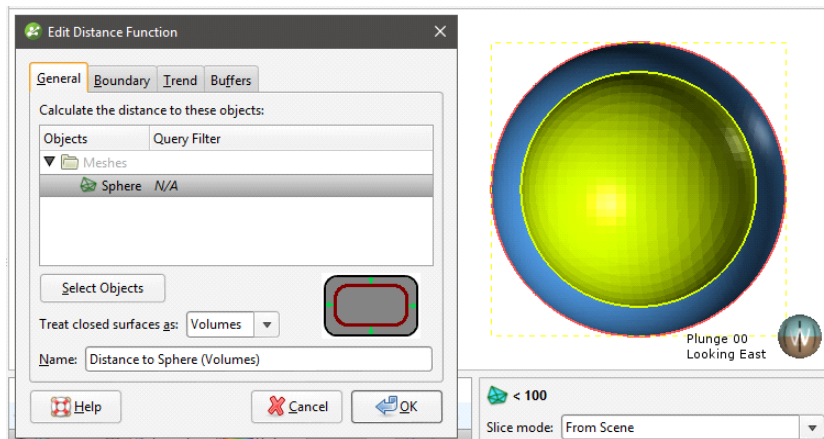 Edit Distance Function
General Boundary Trend Buffers
Calculate the distance to these objects:
Objects Query Filter
Meshes
Sphere N/A
Select Objects
Treat closed surfaces as: Volumes
Name: Distance to Sphere (Volumes)
Help Cancel OK
Plunge 00
Looking East
W
< 100
Slice mode: From Scene